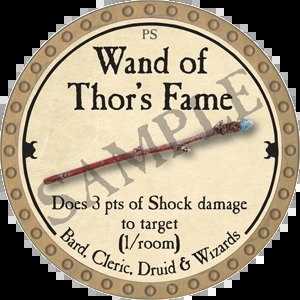 PS
Wand of
Thor's Fame
SAMPLE
Does 3 pts of Shock damage
to target
(1/room)
Bard, Cleric, Druid & Wizards